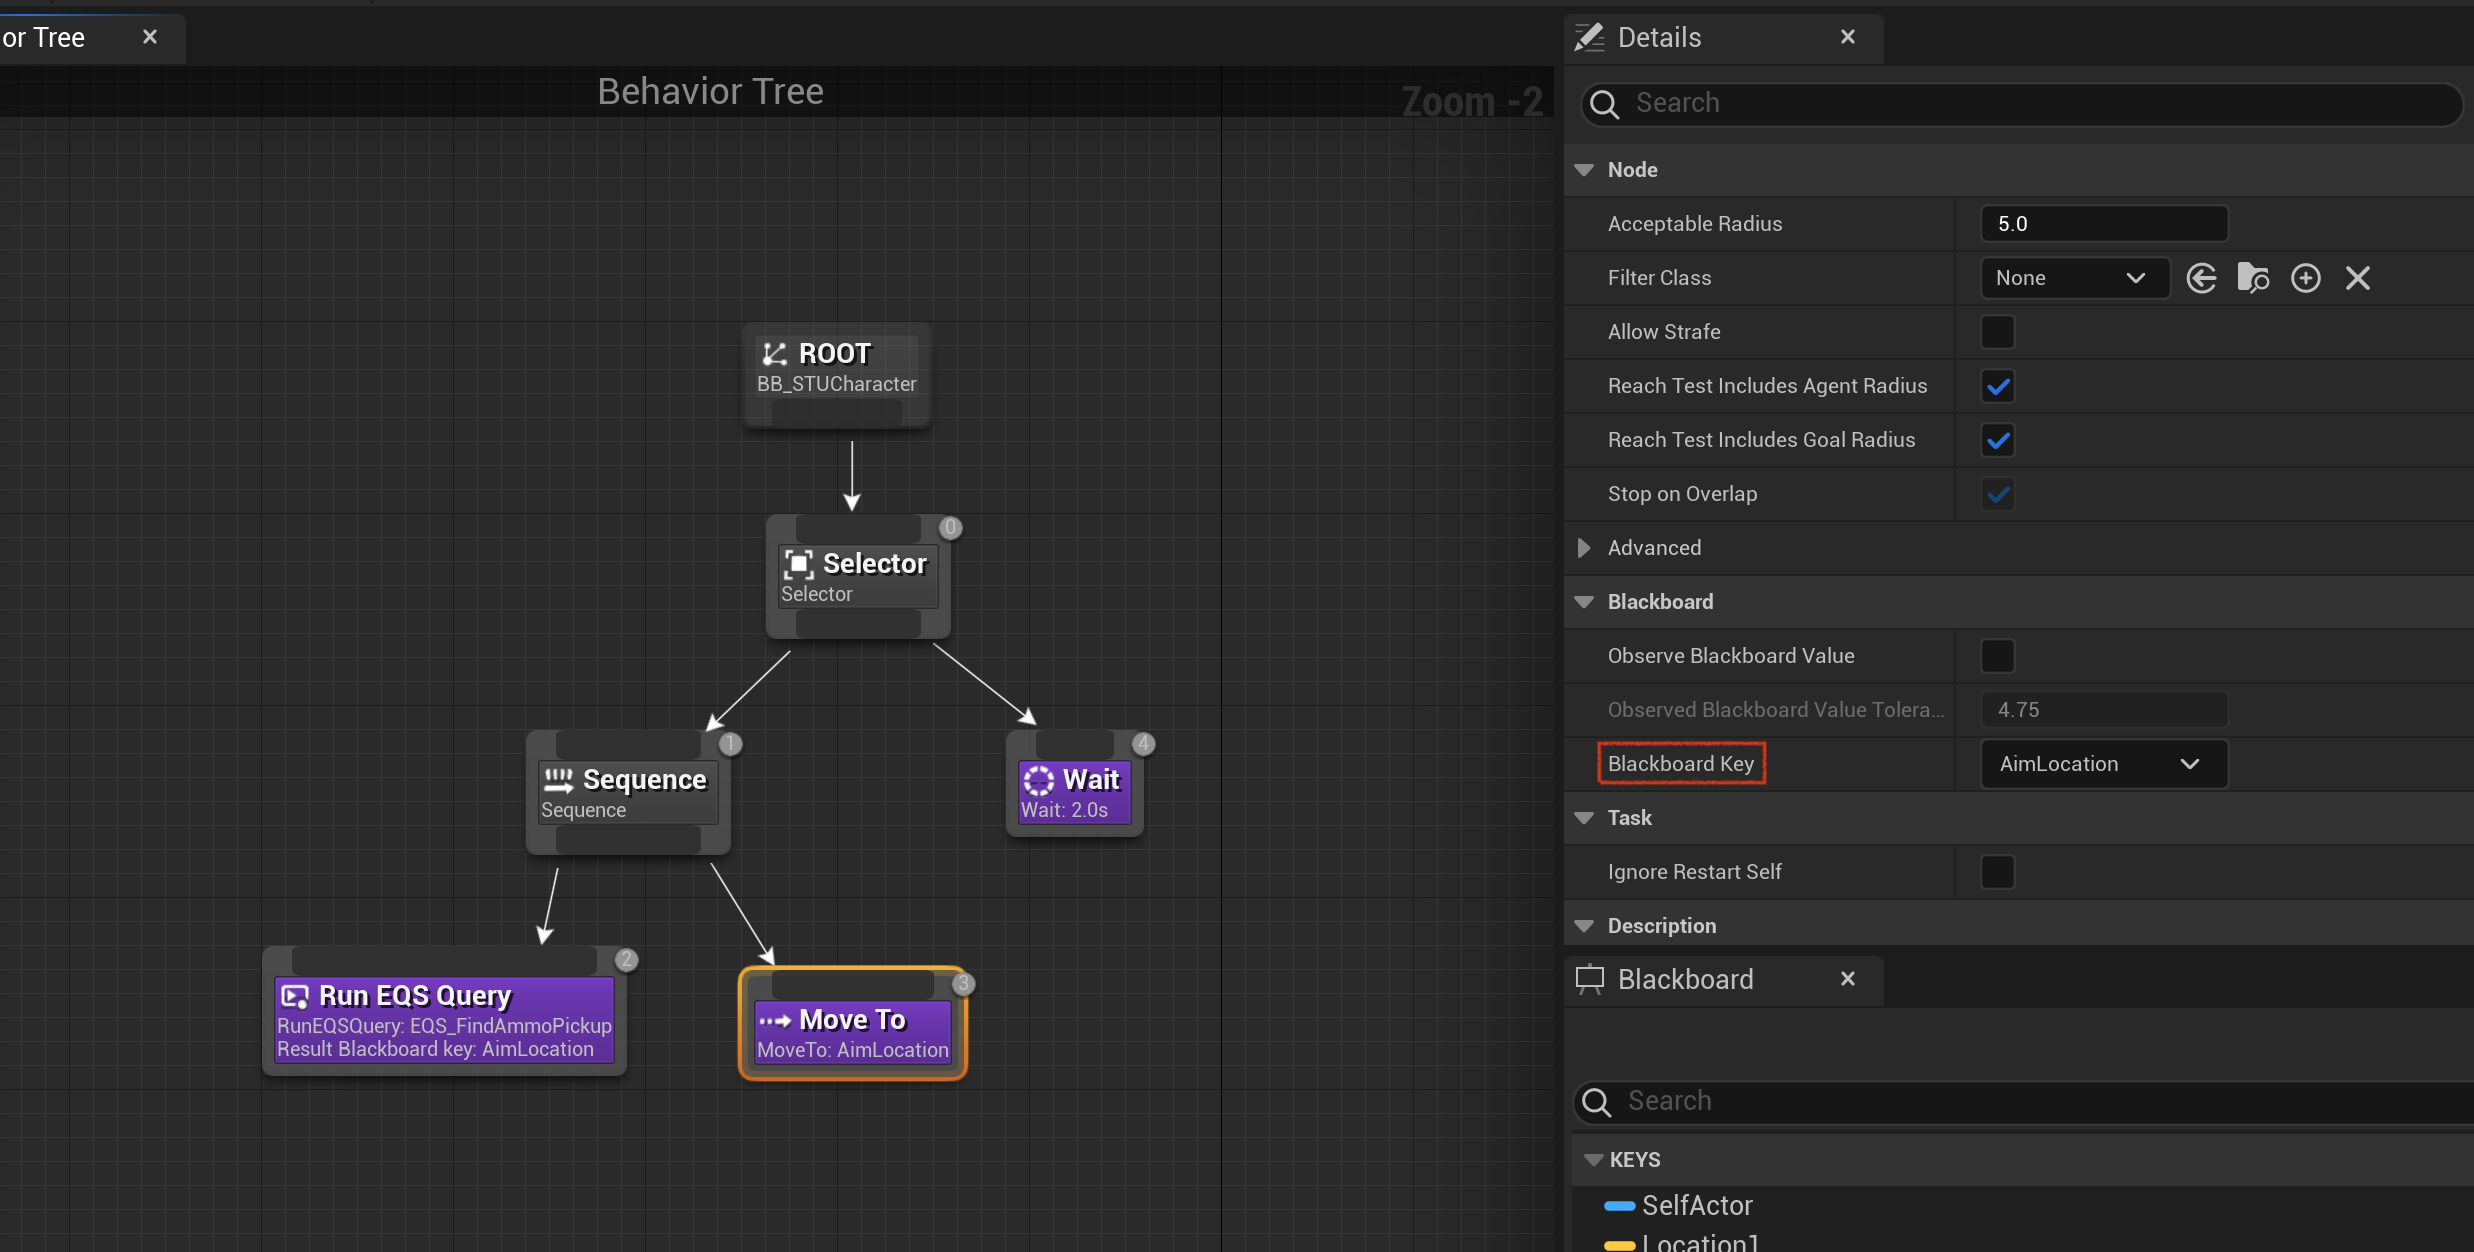 or Tree
Behavior Tree
Zoom -2
ROOT
BB_STUCharacter
0
Selector
Selector
1
Sequence
Sequence
4
Wait
Wait: 2.0s
2
Run EQS Query
RunEQSQuery: EQS_FindAmmoPickup
Result Blackboard key: AimLocation
3
Move To
MoveTo: AimLocation
Details
Search
Node
Acceptable Radius 5.0
Filter Class None
Allow Strafe
Reach Test Includes Agent Radius
Reach Test Includes Goal Radius
Stop on Overlap
Advanced
Blackboard
Observe Blackboard Value
Observed Blackboard Value Tolera... 4.75
Blackboard Key AimLocation
Task
Ignore Restart Self
Description
Blackboard
Search
KEYS
SelfActor
Location1